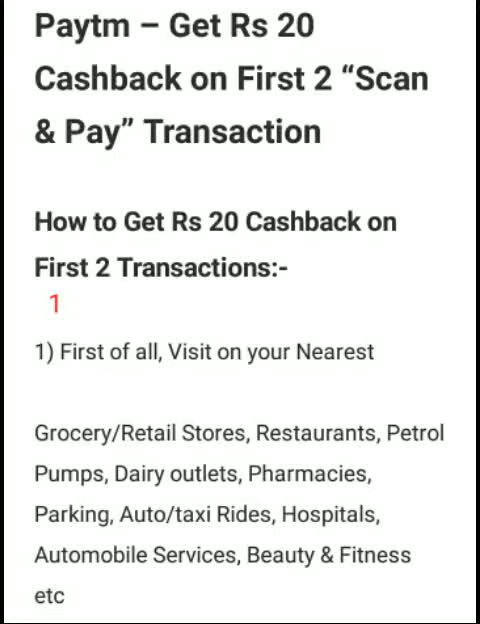 Paytm – Get Rs 20
Cashback on First 2 “Scan
& Pay” Transaction
How to Get Rs 20 Cashback on
First 2 Transactions:-
1
1) First of all, Visit on your Nearest
Grocery/Retail Stores, Restaurants, Petrol
Pumps, Dairy outlets, Pharmacies,
Parking, Auto/taxi Rides, Hospitals,
Automobile Services, Beauty & Fitness
etc